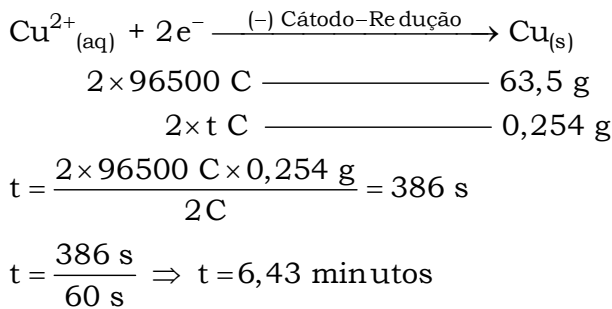 Cu²⁺(aq) + 2e⁻ —(−) Cátodo−Redução→ Cu(s)
2×96500 C ——————— 63,5 g
2×t C ——————— 0,254 g
t = 2×96500 C×0,254 g / 2C = 386 s
t = 386 s / 60 s ⇒ t=6,43 minutos